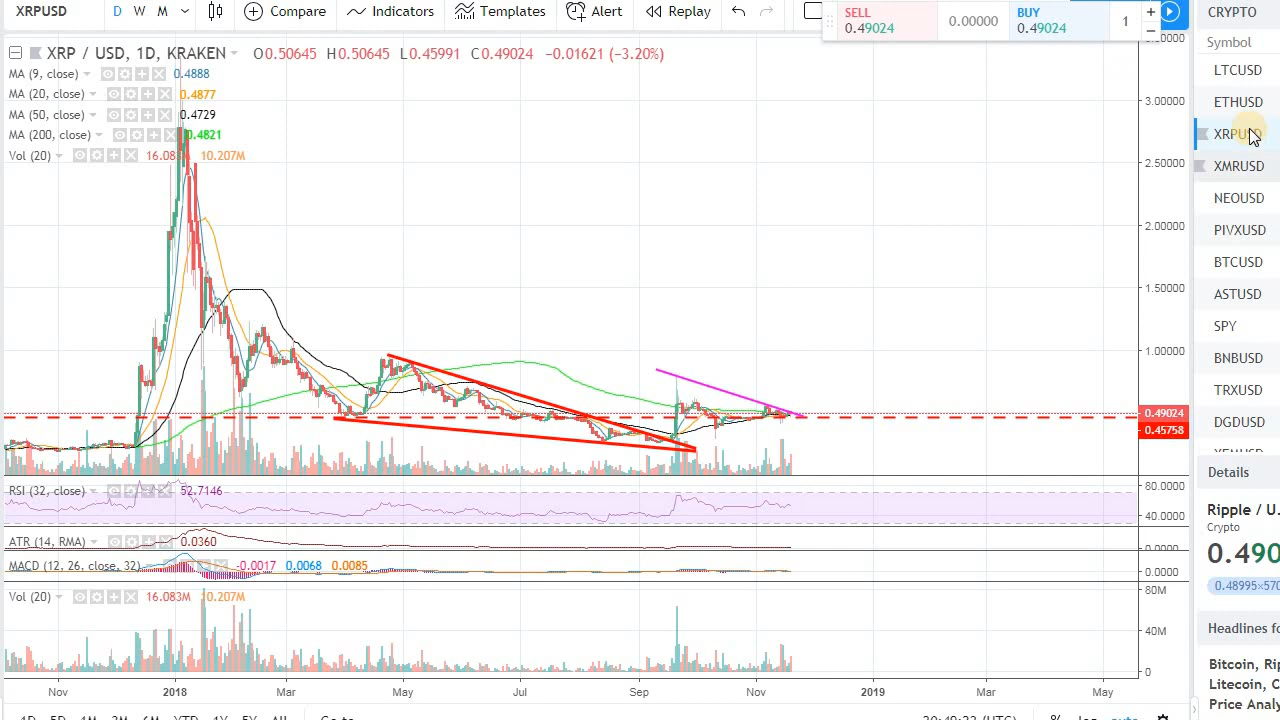 XRPUSD D W M Compare Indicators Templates Alert Replay
SELL 0.49024 0.00000 BUY 0.49024 1
XRP / USD, 1D, KRAKEN O0.50645 H0.50645 L0.45991 C0.49024 −0.01621 (−3.20%)
MA (9, close) 0.4888
MA (20, close) 0.4877
MA (50, close) 0.4729
MA (200, close) 0.4821
Vol (20) 10.207M
3.00000
2.50000
2.00000
1.50000
1.00000
0.49024
0.45758
RSI (32, close) 52.7146
80.0000
40.0000
ATR (14, RMA) 0.0360
0.0000
MACD (12, 26, close, 32) -0.0017 0.0068 0.0085
0.0000
Vol (20) 16.083M 10.207M
80M
40M
0
Nov 2018 Mar May Jul Sep Nov 2019 Mar May
CRYPTO
Symbol
LTCUSD
ETHUSD
XRPUSD
XMRUSD
NEOUSD
PIVXUSD
BTCUSD
ASTUSD
SPY
BNBUSD
TRXUSD
DGDUSD
Details
Ripple / U.
Crypto
0.490
0.48995×570
Headlines fo
Bitcoin, Rip
Litecoin, C
Price Analy